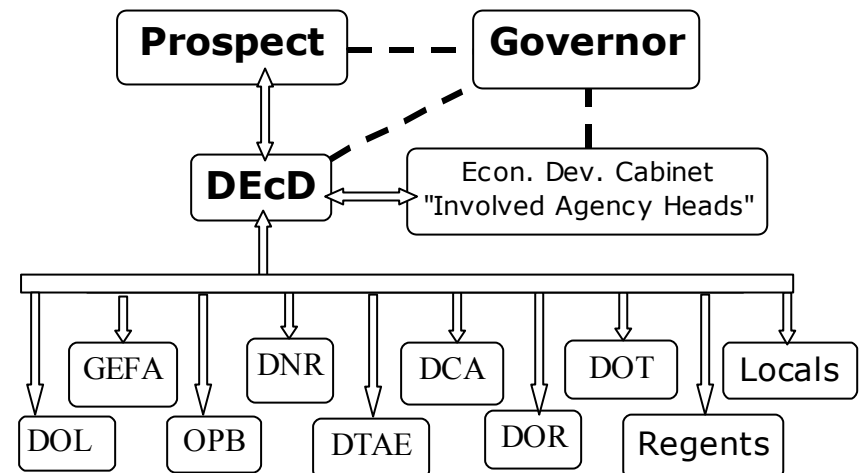 Prospect
Governor
DEcD
Econ. Dev. Cabinet
"Involved Agency Heads"
GEFA
DNR
DCA
DOT
Locals
DOL
OPB
DTAE
DOR
Regents